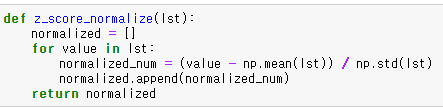 def z_score_normalize(lst):
    normalized = []
    for value in lst:
        normalized_num = (value - np.mean(lst)) / np.std(lst)
        normalized.append(normalized_num)
    return normalized